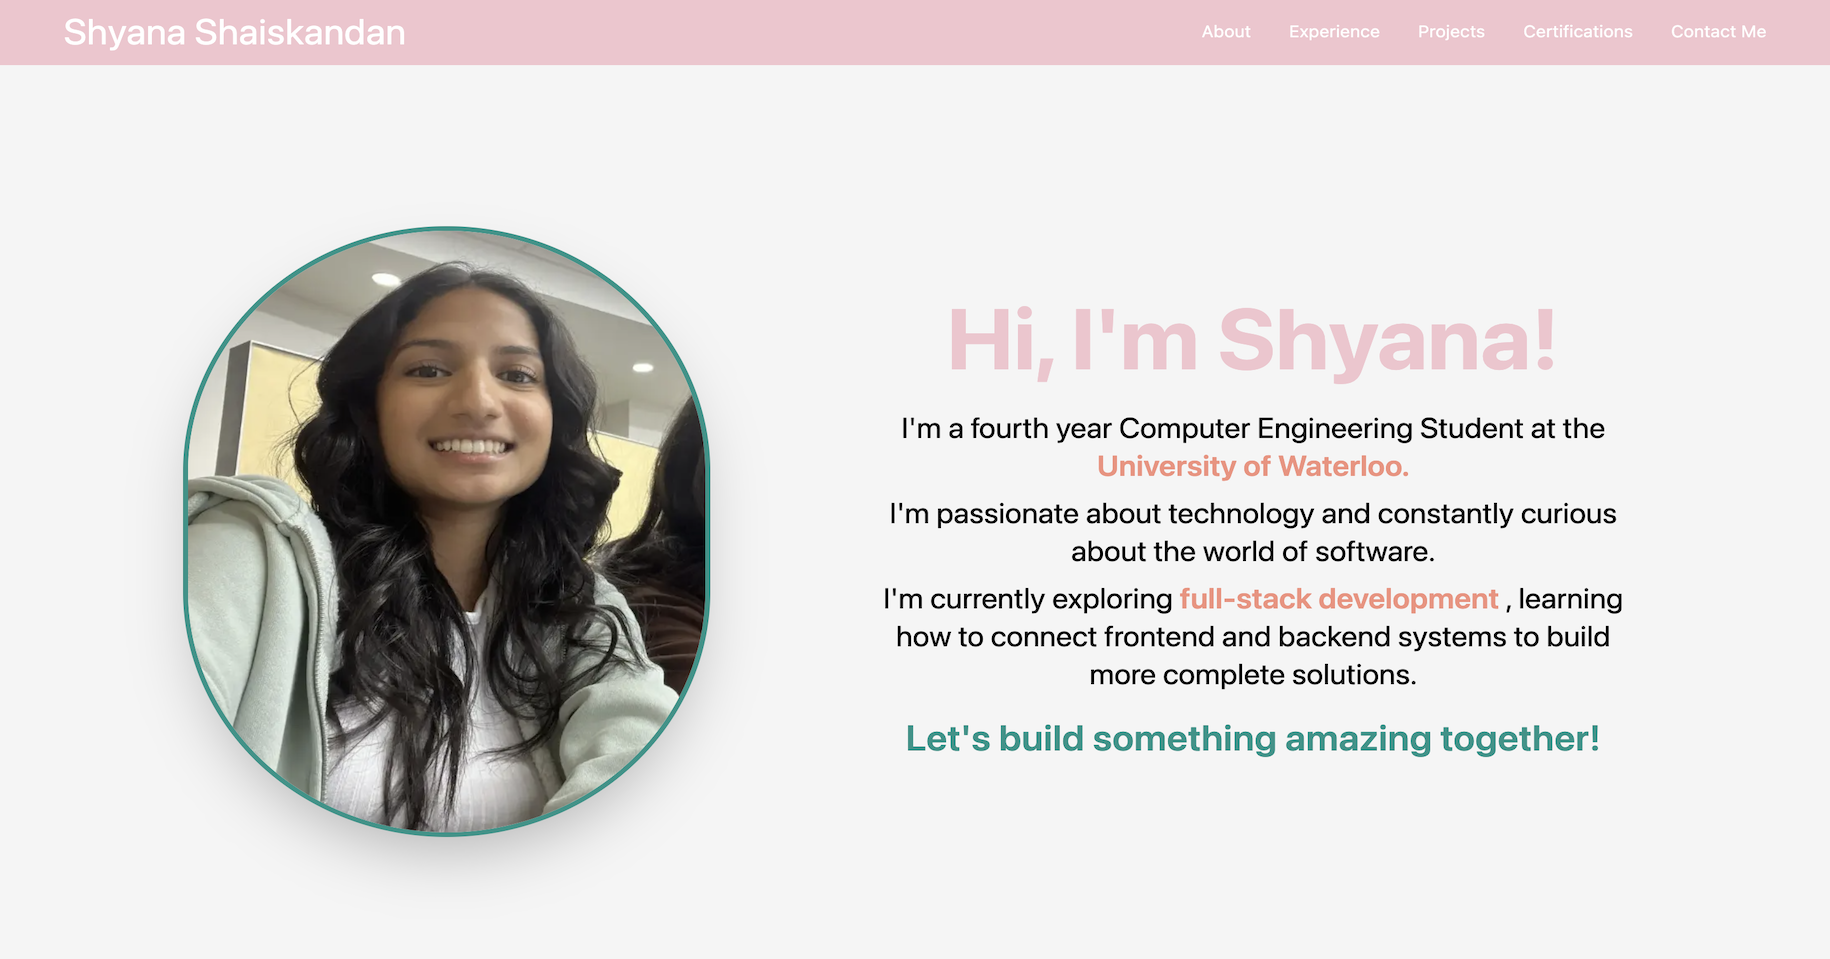 Shyana Shaiskandan
About
Experience
Projects
Certifications
Contact Me
Hi, I'm Shyana!
I'm a fourth year Computer Engineering Student at the
University of Waterloo.
I'm passionate about technology and constantly curious
about the world of software.
I'm currently exploring full-stack development , learning
how to connect frontend and backend systems to build
more complete solutions.
Let's build something amazing together!